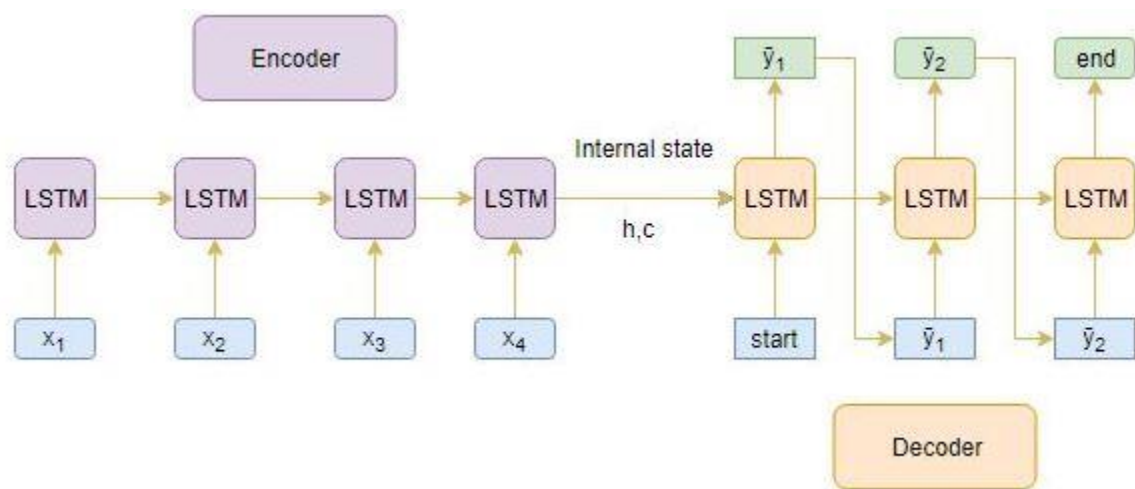 Encoder
ȳ₁ ȳ₂ end
Internal state
LSTM LSTM LSTM LSTM LSTM LSTM LSTM
h,c
x₁ x₂ x₃ x₄ start ȳ₁ ȳ₂
Decoder